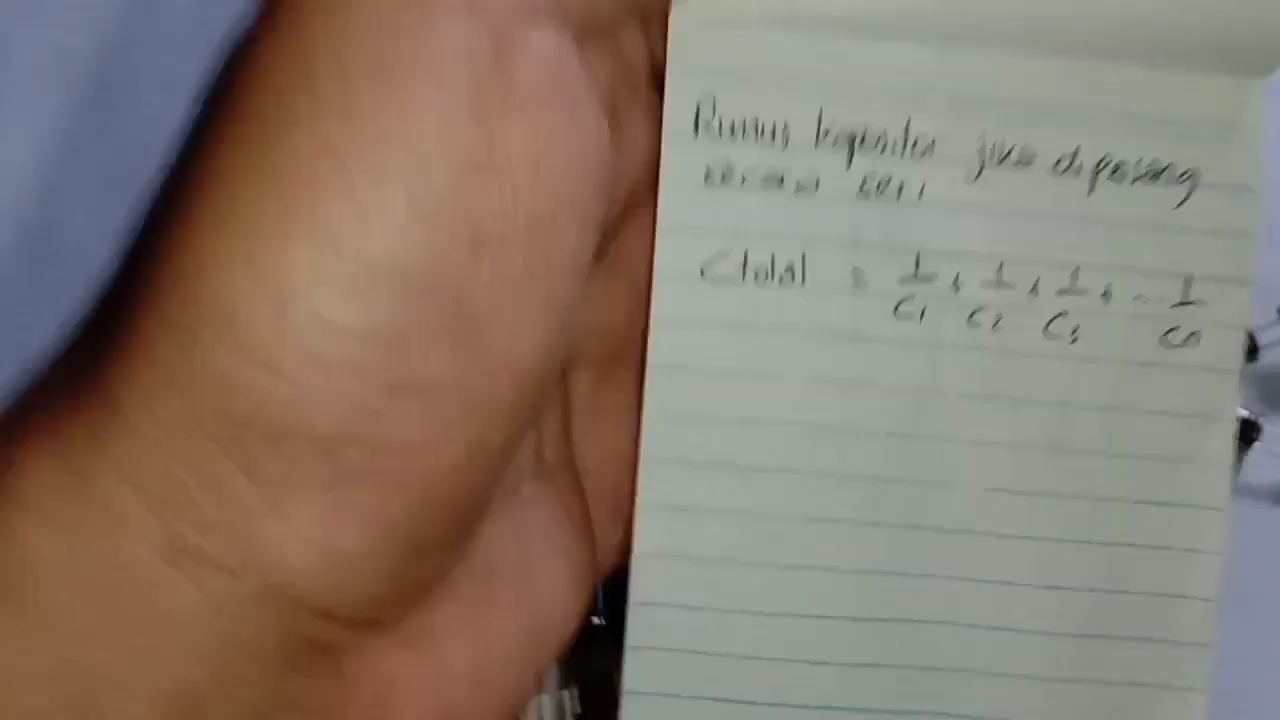 Rumus kapasitor jika dipasang
secara seri
Ctotal = 1/C1 + 1/C2 + 1/C3 + ... 1/Cn